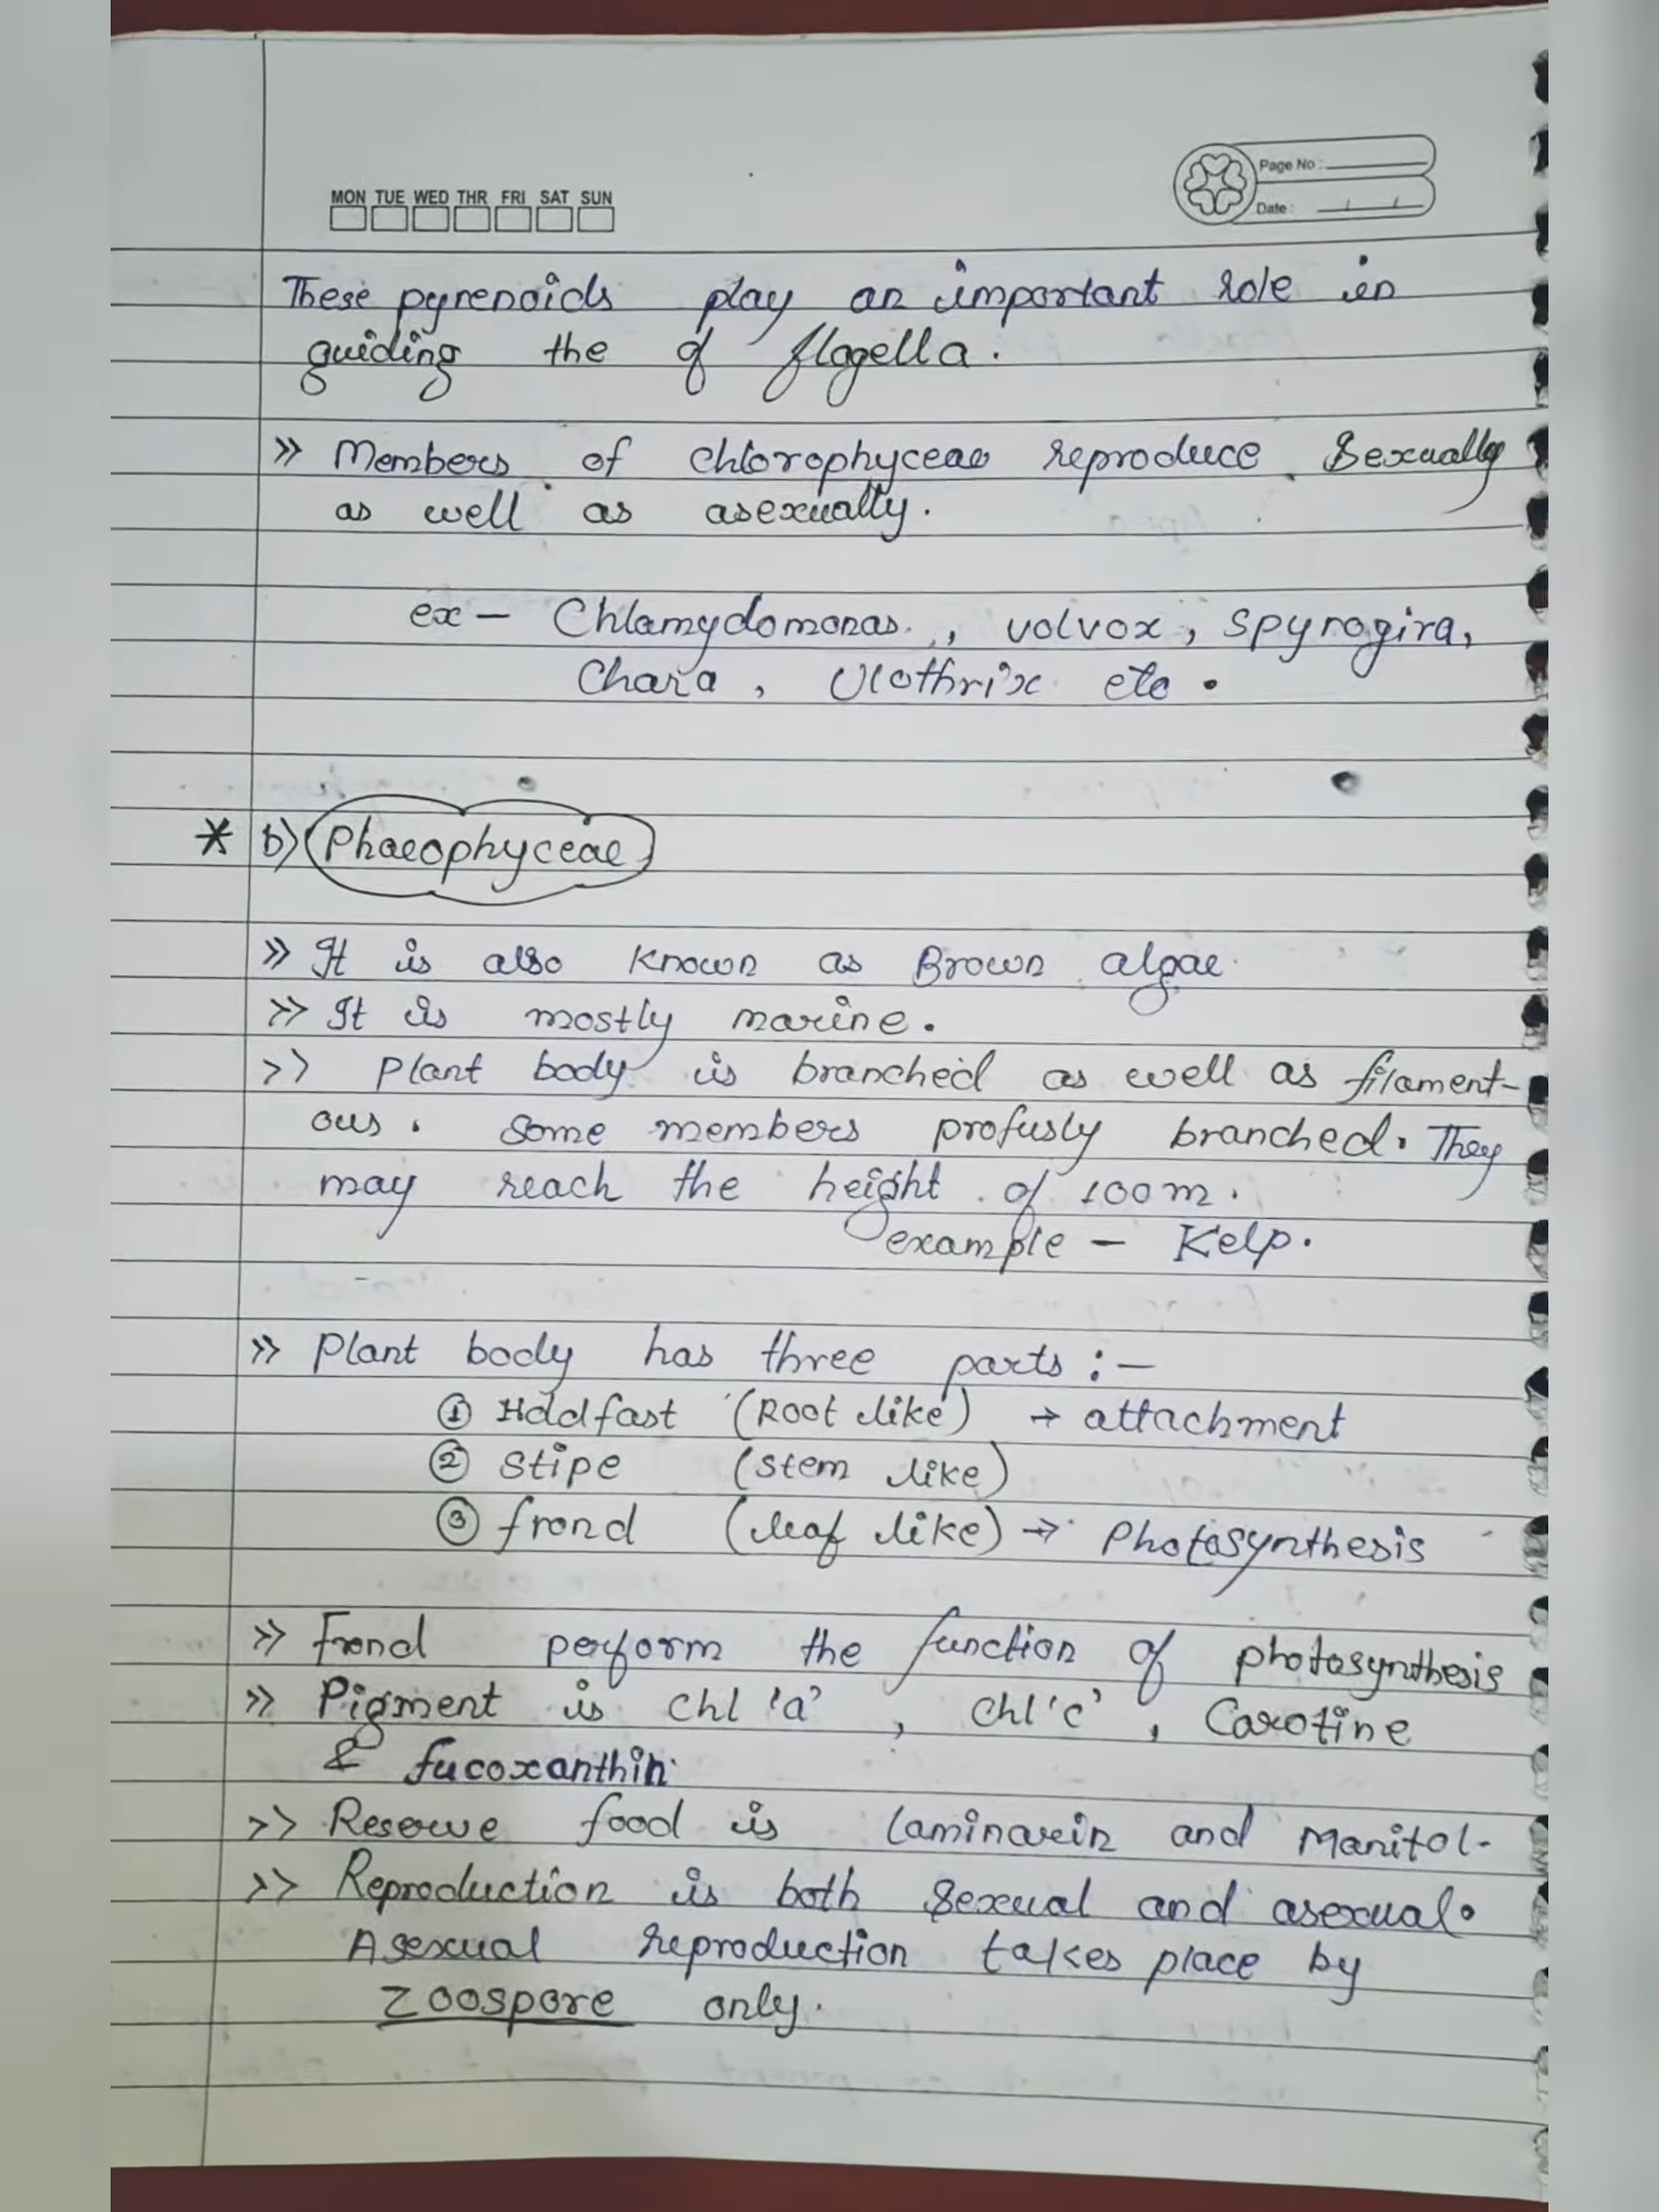 Page No :
MON TUE WED THR FRI SAT SUN
Date :
These pyrenoids play an important role in
guiding the of flagella.
» Members of chlorophyceae reproduce Sexually
as well as asexually.
ex – Chlamydomonas , volvox , Spyrogira,
Chara , Ulothrix etc .
* b) Phaeophyceae
» It is also known as Brown algae.
>> It is mostly marine.
>> Plant body is branched as well as filament-
ous . Some members profusly branched. They
may reach the height of 100 m .
example – Kelp.
» Plant body has three parts :–
① Holdfast (Root like) → attachment
② Stipe (stem like)
③ frond (leaf like) → Photosynthesis
» Frond perform the function of photosynthesis
» Pigment is Chl 'a' , Chl 'c' , Carotine
& fucoxanthin.
>> Reserve food is laminarin and Manitol.
>> Reproduction is both Sexual and asexual.
Asexual reproduction takes place by
zoospore only.